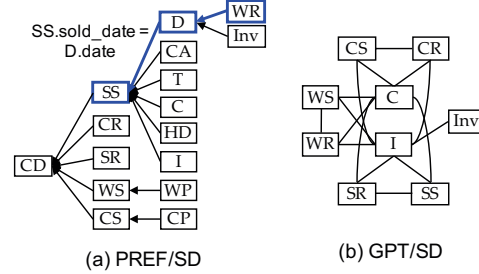 SS.sold_date =
D.date
D
WR
Inv
CA
T
C
HD
I
SS
CR
SR
WS
WP
CS
CP
CD
(a) PREF/SD
CS
CR
WS
C
WR
I
Inv
SR
SS
(b) GPT/SD